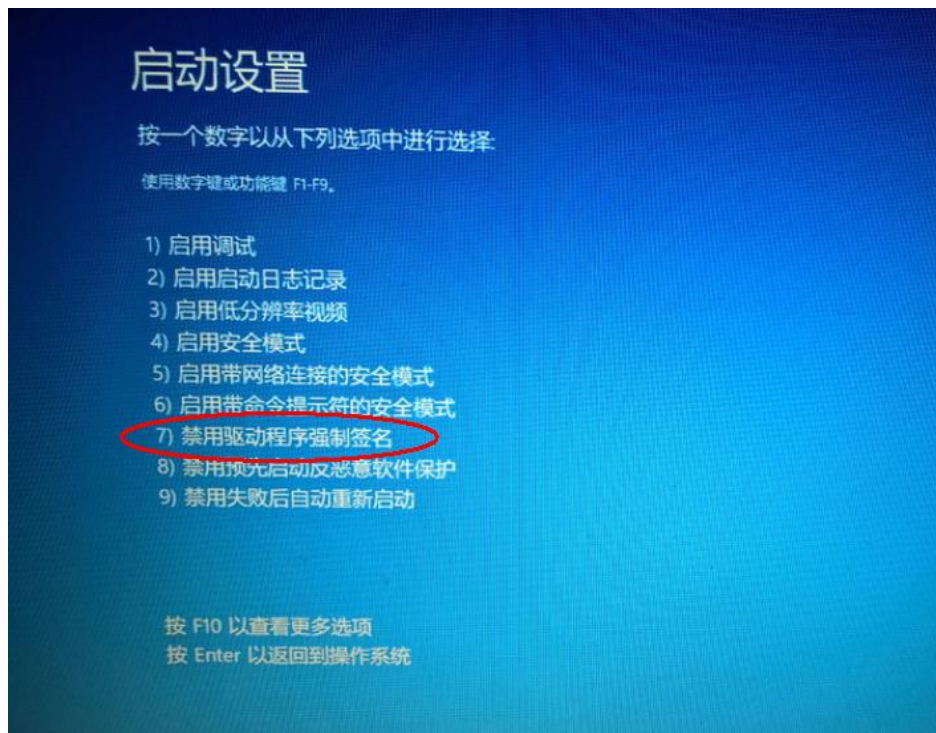 启动设置
按一个数字以从下列选项中进行选择:
使用数字键或功能键 F1-F9。
1) 启用调试
2) 启用启动日志记录
3) 启用低分辨率视频
4) 启用安全模式
5) 启用带网络连接的安全模式
6) 启用带命令提示符的安全模式
7) 禁用驱动程序强制签名
8) 禁用预先启动反恶意软件保护
9) 禁用失败后自动重新启动
按 F10 以查看更多选项
按 Enter 以返回到操作系统